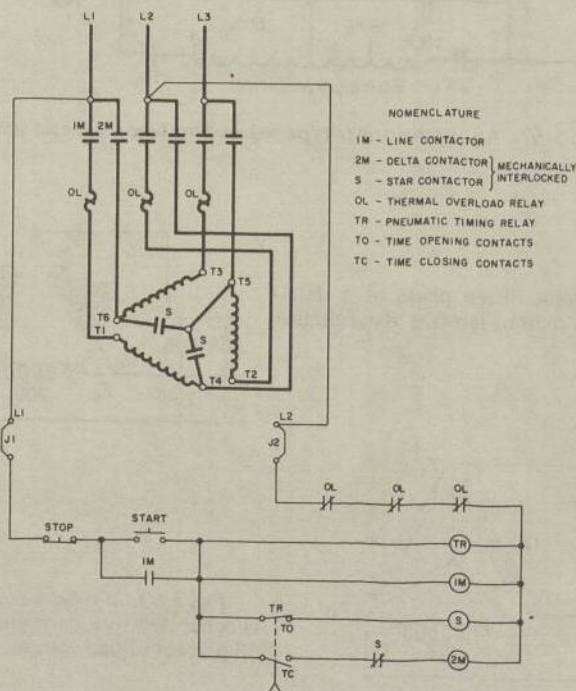 L1 L2 L3
1M 2M
OL OL OL
T3
T5
T6
T1
S
S
T2
T4
NOMENCLATURE
1M - LINE CONTACTOR
2M - DELTA CONTACTOR
S - STAR CONTACTOR
MECHANICALLY
INTERLOCKED
OL - THERMAL OVERLOAD RELAY
TR - PNEUMATIC TIMING RELAY
TO - TIME OPENING CONTACTS
TC - TIME CLOSING CONTACTS
L1 L2
J1 J2
OL OL OL
STOP START
TR
1M 1M
TR
TO S
S
TC 2M